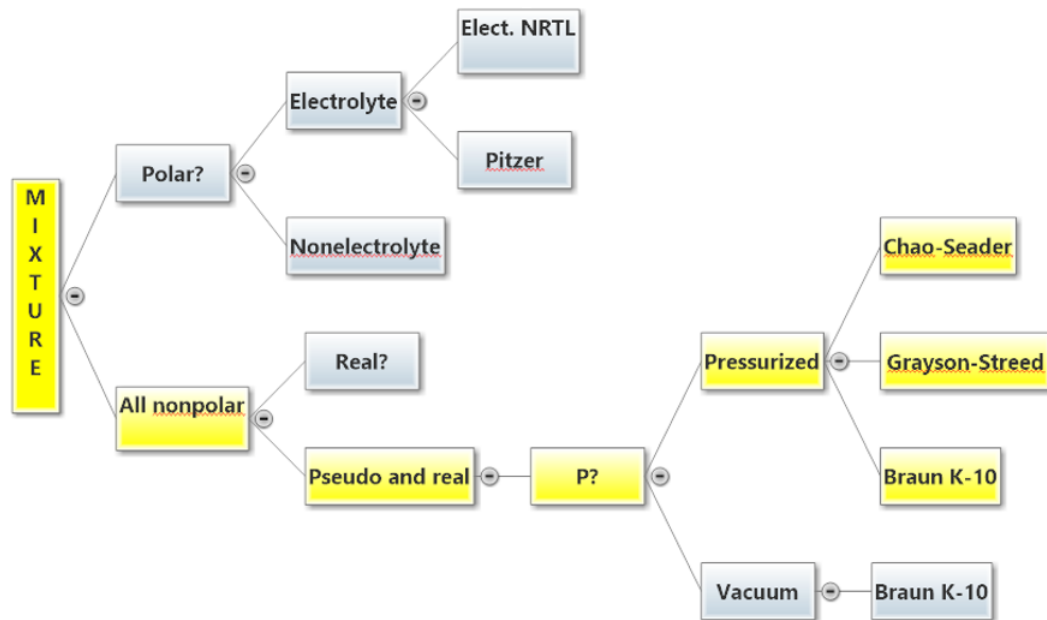 Elect. NRTL
Electrolyte
Pitzer
Polar?
Nonelectrolyte
M
I
X
T
U
R
E
Chao-Seader
Real?
Pressurized
Grayson-Streed
All nonpolar
Pseudo and real
P?
Braun K-10
Vacuum
Braun K-10